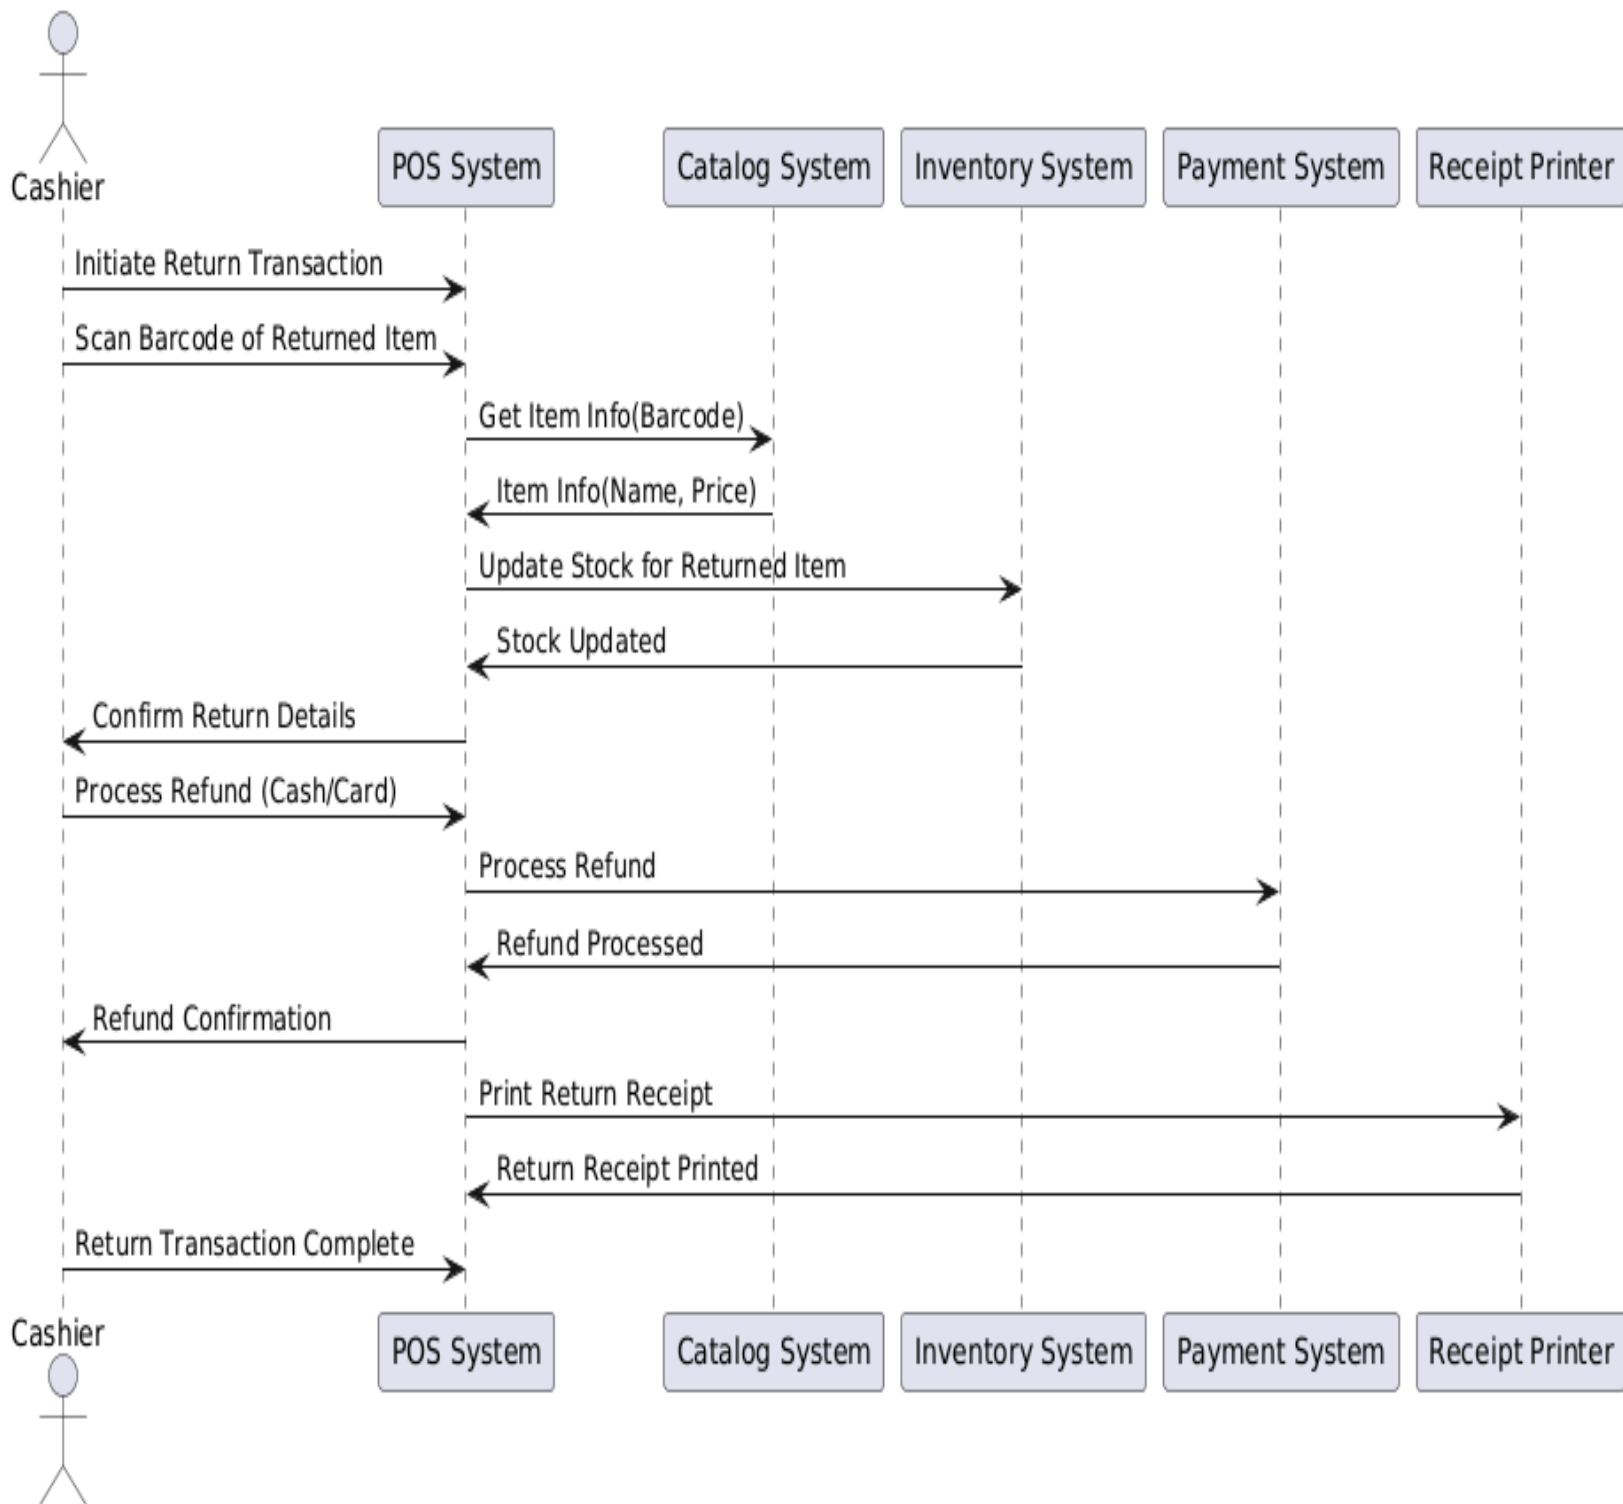 Cashier
POS System
Catalog System
Inventory System
Payment System
Receipt Printer
Initiate Return Transaction
Scan Barcode of Returned Item
Get Item Info(Barcode)
Item Info(Name, Price)
Update Stock for Returned Item
Stock Updated
Confirm Return Details
Process Refund (Cash/Card)
Process Refund
Refund Processed
Refund Confirmation
Print Return Receipt
Return Receipt Printed
Return Transaction Complete
Cashier
POS System
Catalog System
Inventory System
Payment System
Receipt Printer